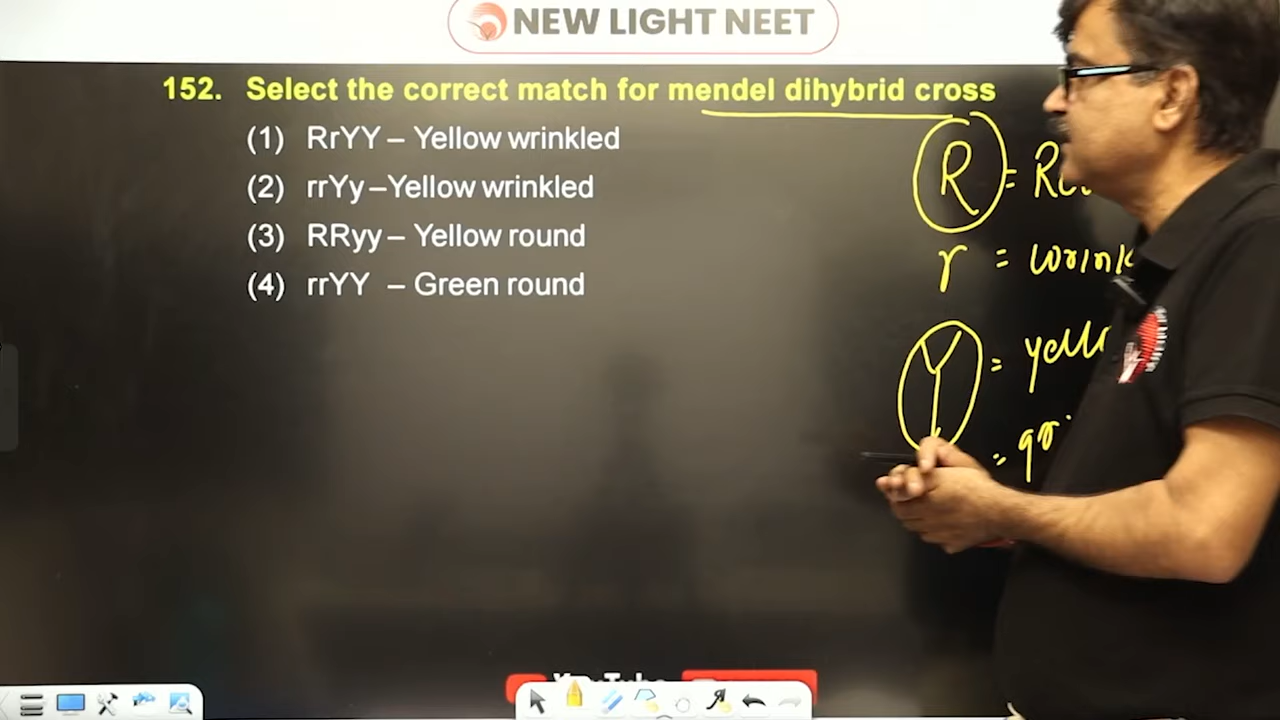 NEW LIGHT NEET
152. Select the correct match for mendel dihybrid cross
(1) RrYY – Yellow wrinkled
(2) rrYy –Yellow wrinkled
(3) RRyy – Yellow round
(4) rrYY – Green round
R =
r = wrink
Y = yell
=